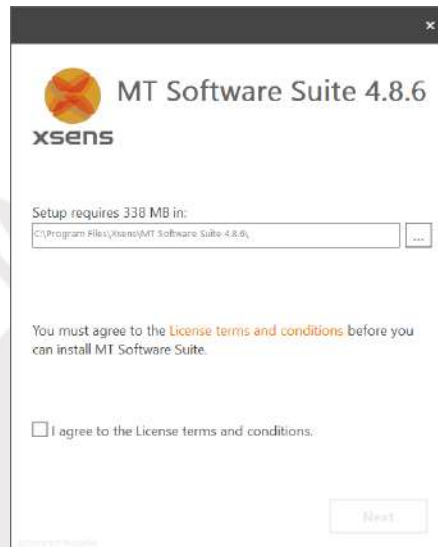 ×
MT Software Suite 4.8.6
xsens
Setup requires 338 MB in:
C:\Program Files\Xsens\MT Software Suite 4.8.6\
...
You must agree to the License terms and conditions before you
can install MT Software Suite.
I agree to the License terms and conditions.
Next